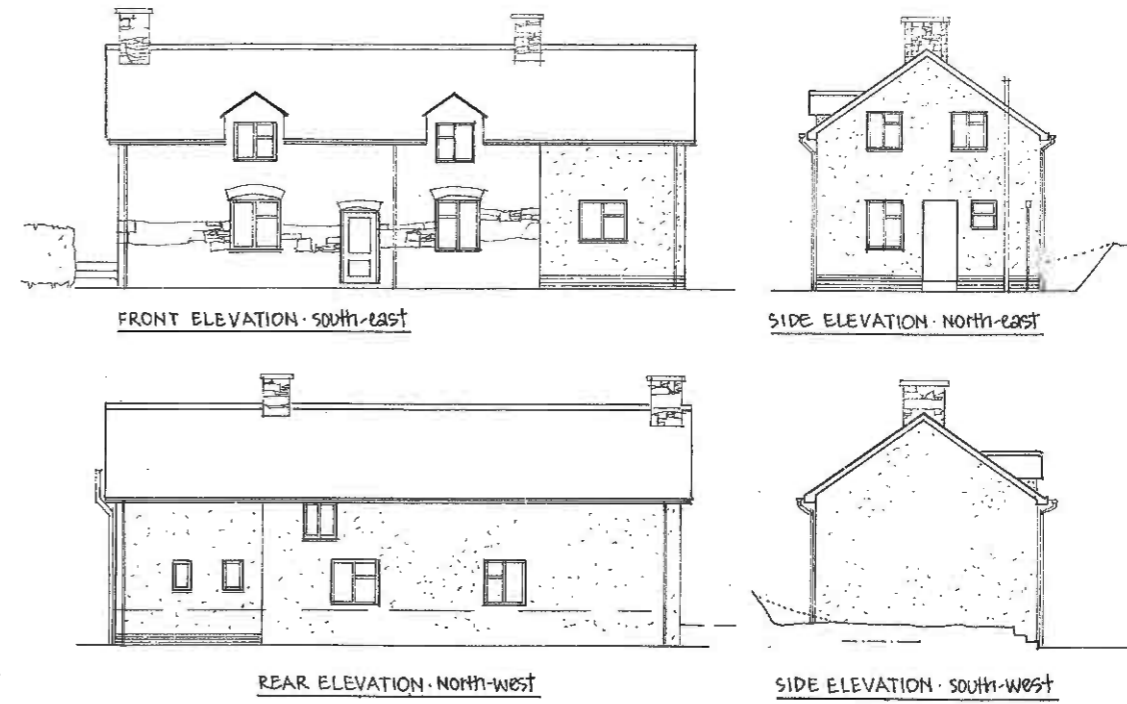 FRONT ELEVATION · south-east
SIDE ELEVATION · North-east
REAR ELEVATION · North-west
SIDE ELEVATION · south-west